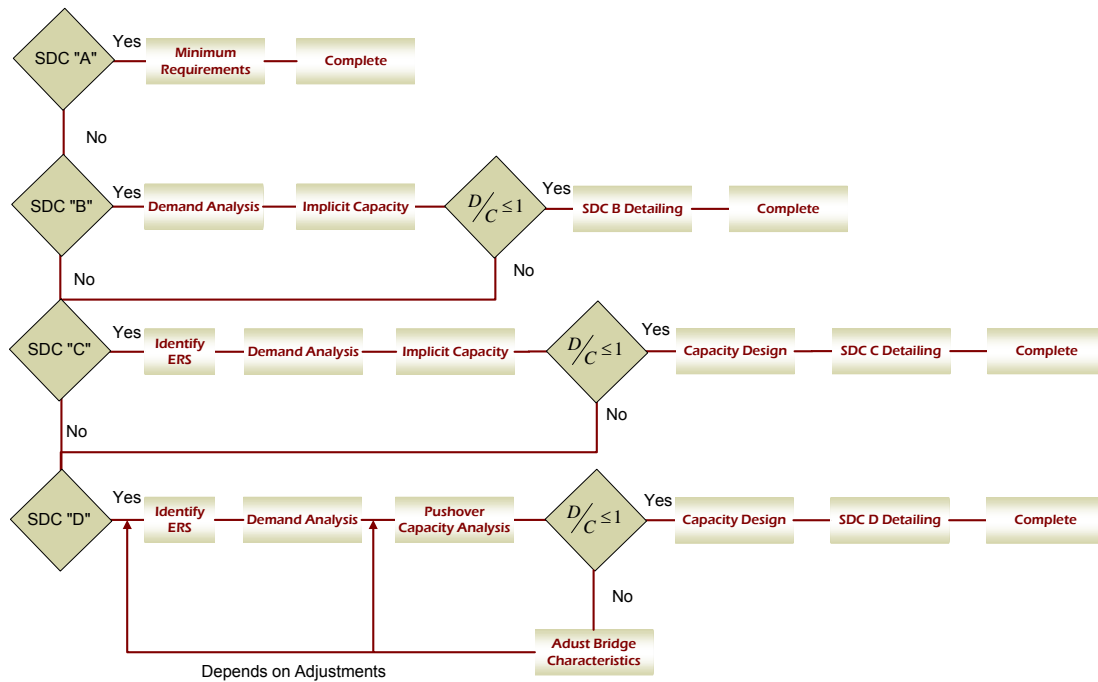 SDC "A"
Yes
Minimum
Requirements
Complete
No
SDC "B"
Yes
Demand Analysis
Implicit Capacity
D/C ≤ 1
Yes
SDC B Detailing
Complete
No
No
SDC "C"
Yes
Identify
ERS
Demand Analysis
Implicit Capacity
D/C ≤ 1
Yes
Capacity Design
SDC C Detailing
Complete
No
No
SDC "D"
Yes
Identify
ERS
Demand Analysis
Pushover
Capacity Analysis
D/C ≤ 1
Yes
Capacity Design
SDC D Detailing
Complete
No
Adust Bridge
Characteristics
Depends on Adjustments